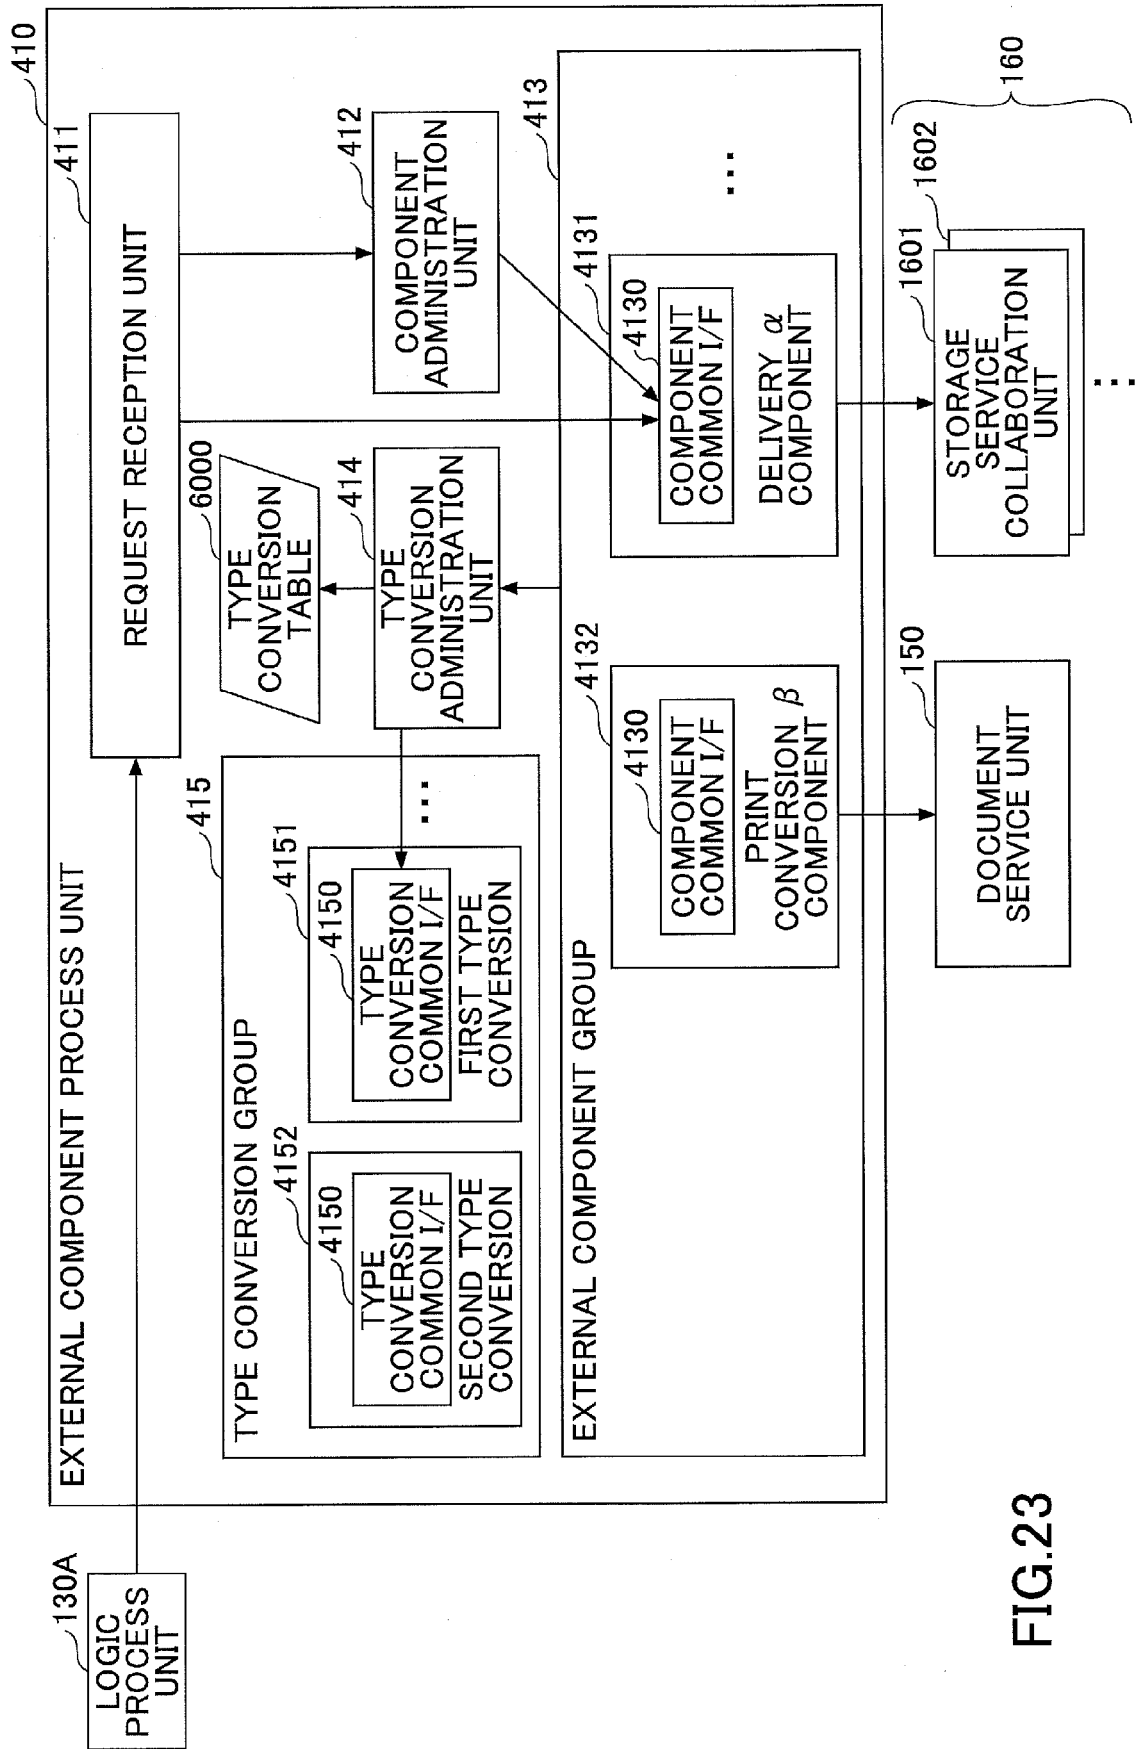 410
EXTERNAL COMPONENT PROCESS UNIT
130A
LOGIC
PROCESS
UNIT
411
REQUEST RECEPTION UNIT
415
TYPE CONVERSION GROUP
4152
4150
TYPE
CONVERSION
COMMON I/F
SECOND TYPE
CONVERSION
4151
4150
TYPE
CONVERSION
COMMON I/F
FIRST TYPE
CONVERSION
...
6000
TYPE
CONVERSION
TABLE
414
TYPE
CONVERSION
ADMINISTRATION
UNIT
412
COMPONENT
ADMINISTRATION
UNIT
413
EXTERNAL COMPONENT GROUP
4132
4130
COMPONENT
COMMON I/F
PRINT
CONVERSION β
COMPONENT
4131
4130
COMPONENT
COMMON I/F
DELIVERY α
COMPONENT
...
150
DOCUMENT
SERVICE UNIT
160
1601
1602
STORAGE
SERVICE
COLLABORATION
UNIT
...
FIG.23